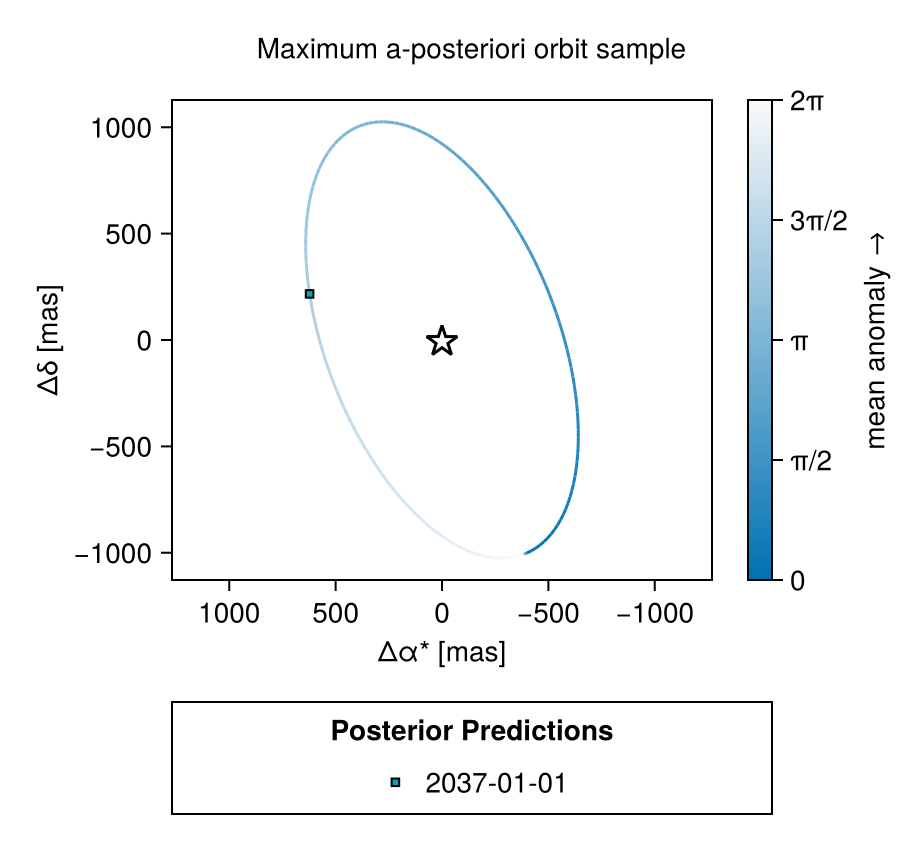 Maximum a-posteriori orbit sample
1000
500
0
−500
−1000
Δδ [mas]
1000
500
0
−500
−1000
Δα* [mas]
2π
3π/2
π
π/2
0
mean anomaly →
Posterior Predictions
2037-01-01